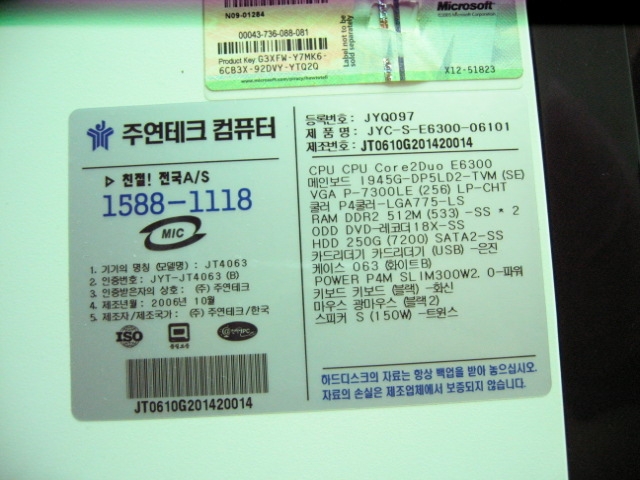 N09-01264
Microsoft
00043-736-088-081
Label not to be sold separately
Product Key G3XFW-Y7MK6-
6CB3X-92DVY-YTQ2Q
X12-51823
주연테크 컴퓨터
▷ 친절! 전국A/S
1588-1118
MIC
1. 기기의 명칭 (모델명) : JT4063
2. 인증번호: JYT-JT4063 (B)
3. 인증받은자의 상호: (주) 주연테크
4. 제조년월: 2006년 10월
5. 제조자/제조국가: (주) 주연테크/한국
ISO
JT0610G201420014
등록번호: JYQ097
제 품 명: JYC-S-E6300-06101
제조번호: JT0610G201420014
CPU CPU Core2Duo E6300
메인보드 I945G-DP5LD2-TVM (SE)
VGA P-7300LE (256) LP-CHT
쿨러 P4쿨러-LGA775-LS
RAM DDR2 512M (533) -SS * 2
ODD DVD-레코더18X-SS
HDD 250G (7200) SATA2-SS
카드리더기 카드리더기 (USB) -은진
케이스 063 (화이트B)
POWER P4M SLIM300W2. 0-파워
키보드 키보드 (블랙) -화신
마우스 광마우스 (블랙2)
스피커 S (150W) -트윈스
하드디스크의 자료는 항상 백업을 받아 놓으십시오.
자료의 손실은 제조업체에서 보증되지 않습니다.